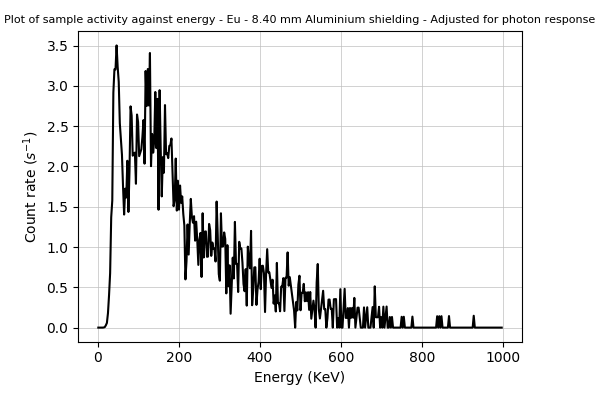 Plot of sample activity against energy - Eu - 8.40 mm Aluminium shielding - Adjusted for photon response
3.5
3.0
2.5
2.0
1.5
1.0
0.5
0.0
Count rate (s⁻¹)
0 200 400 600 800 1000
Energy (KeV)